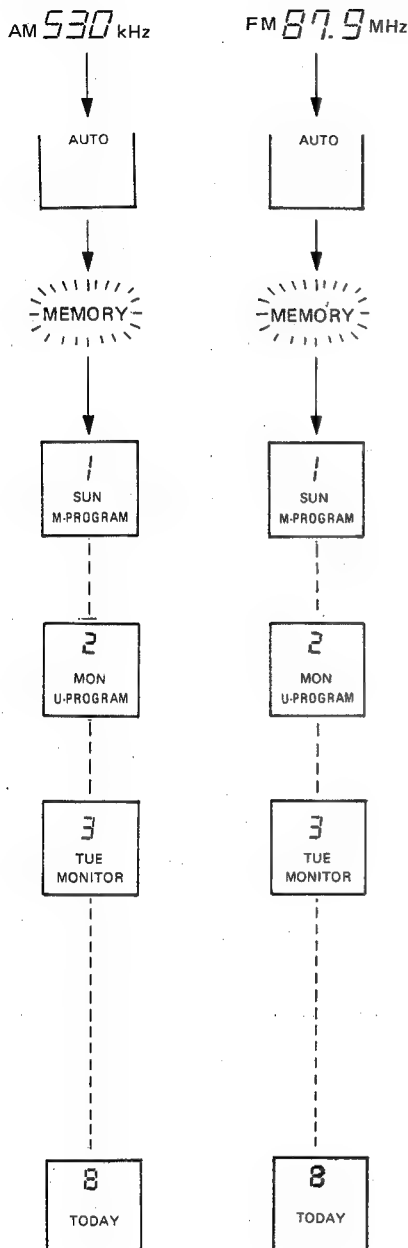 AM 530 kHz
FM 87.9 MHz
AUTO
AUTO
MEMORY
MEMORY
1
SUN
M-PROGRAM
1
SUN
M-PROGRAM
2
MON
U-PROGRAM
2
MON
U-PROGRAM
3
TUE
MONITOR
3
TUE
MONITOR
8
TODAY
8
TODAY